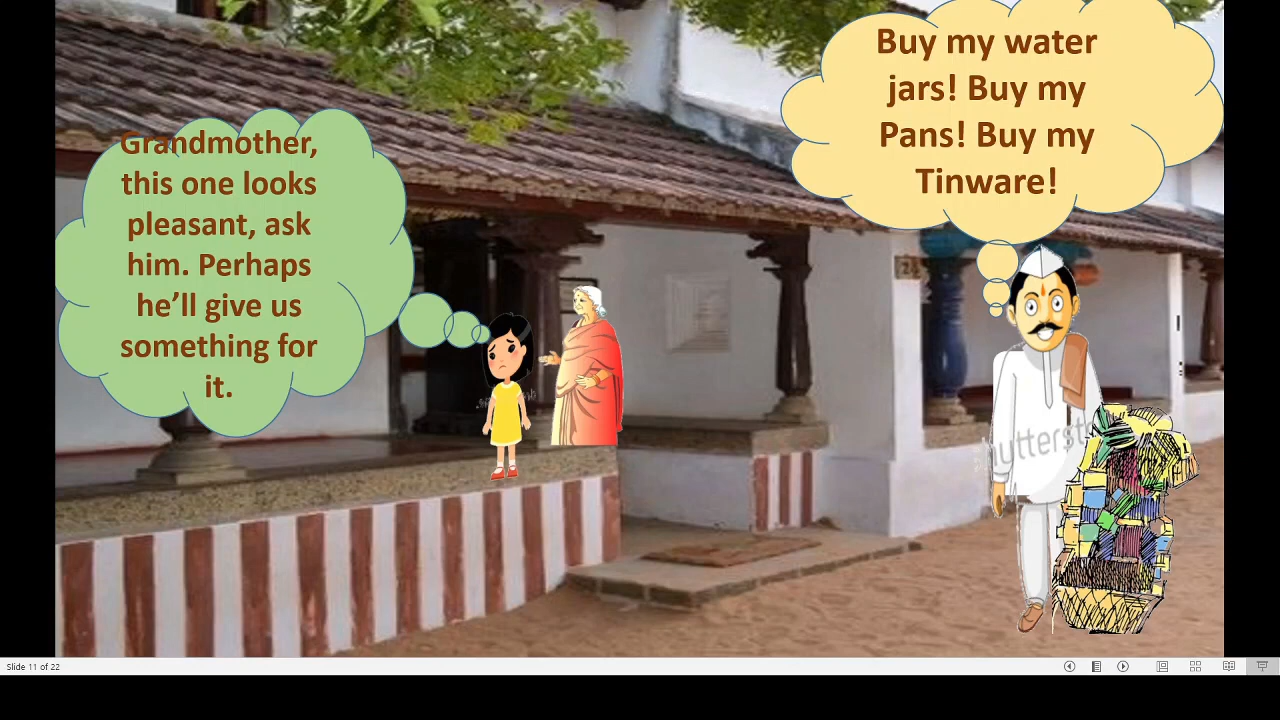 Grandmother,
this one looks
pleasant, ask
him. Perhaps
he’ll give us
something for
it.
Buy my water
jars! Buy my
Pans! Buy my
Tinware!
Slide 11 of 22